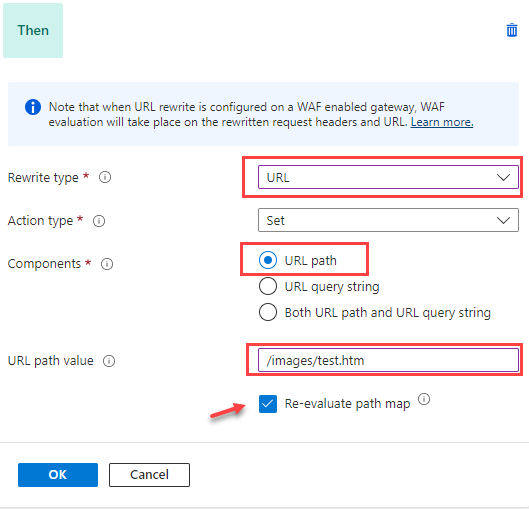 Then
Note that when URL rewrite is configured on a WAF enabled gateway, WAF
evaluation will take place on the rewritten request headers and URL. Learn more.
Rewrite type *
URL
Action type *
Set
Components *
URL path
URL query string
Both URL path and URL query string
URL path value
/images/test.htm
Re-evaluate path map
OK
Cancel